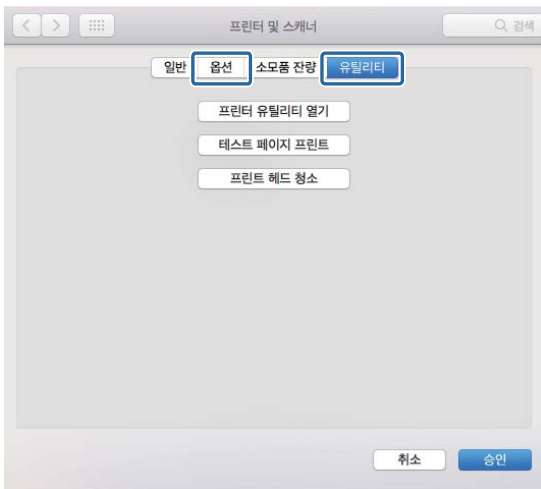 프린터 및 스캐너
검색
일반 옵션 소모품 잔량 유틸리티
프린터 유틸리티 열기
테스트 페이지 프린트
프린트 헤드 청소
취소 승인